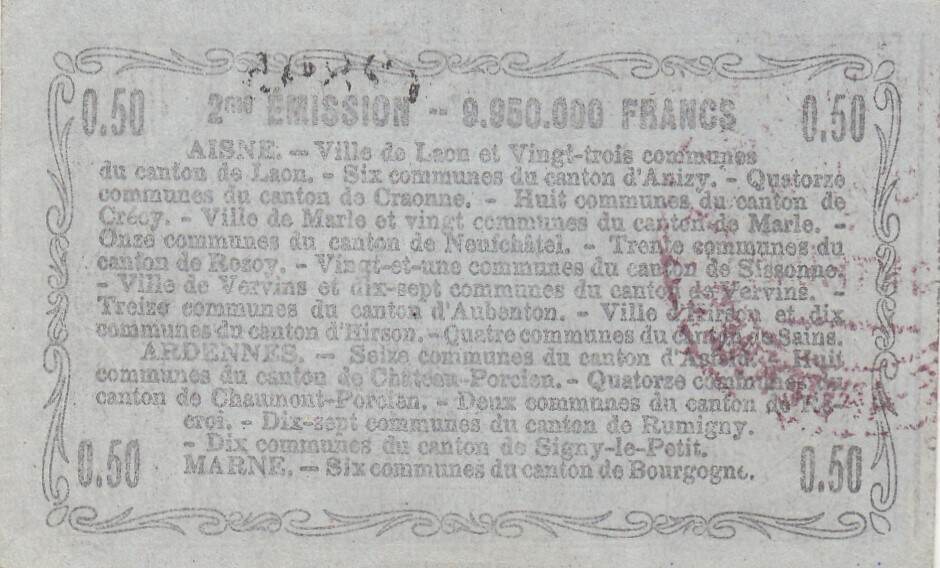 0.50 2me ÉMISSION -- 9.950.000 FRANCS 0.50
AISNE. — Ville de Laon et Vingt-trois communes
du canton de Laon. - Six communes du canton d'Anizy. - Quatorze
communes du canton de Craonne. - Huit communes du canton de
Crécy. - Ville de Marle et vingt communes du canton de Marle. -
Onze communes du canton de Neufchâtel. - Trente communes du
canton de Rozoy. - Vingt-et-une communes du canton de Sissonne.
- Ville de Vervins et dix-sept communes du canton de Vervins. -
Treize communes du canton d'Aubenton. - Ville d'Hirson et dix
communes du canton d'Hirson. - Quatre communes du canton de Sains.
ARDENNES. - Seize communes du canton d'Asfeld. - Huit
communes du canton de Château-Porcien. - Quatorze communes du
canton de Chaumont-Porcien. - Deux communes du canton de Ro-
croi. - Dix-sept communes du canton de Rumigny.
- Dix communes du canton de Signy-le-Petit.
MARNE. — Six communes du canton de Bourgogne.
0.50 0.50